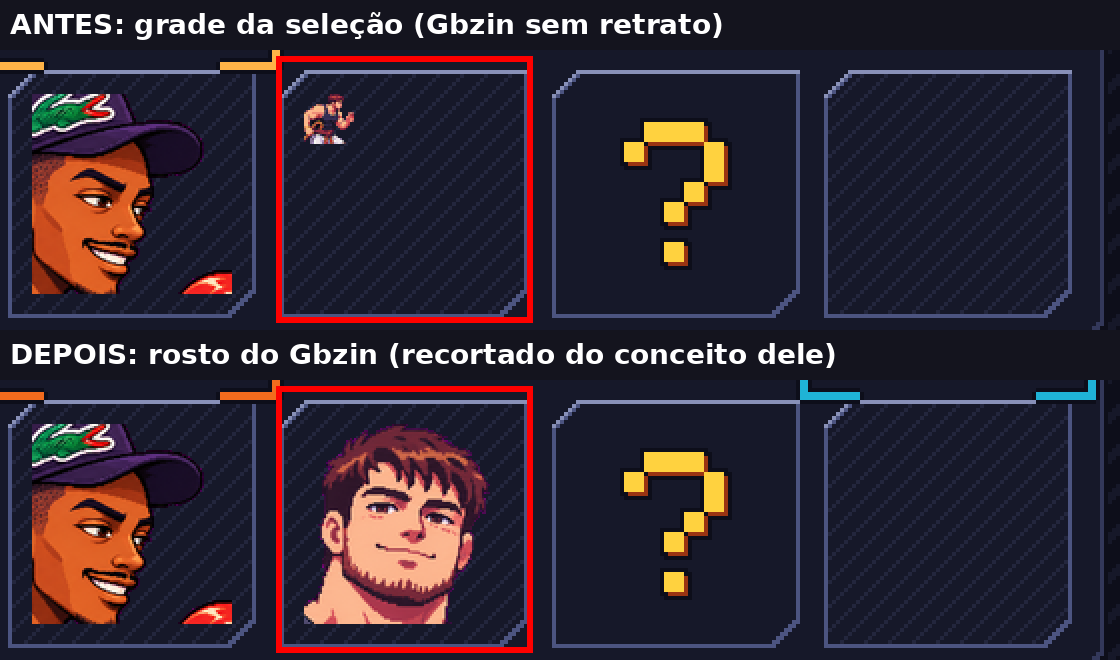 ANTES: grade da seleção (Gbzin sem retrato)
?
DEPOIS: rosto do Gbzin (recortado do conceito dele)
?